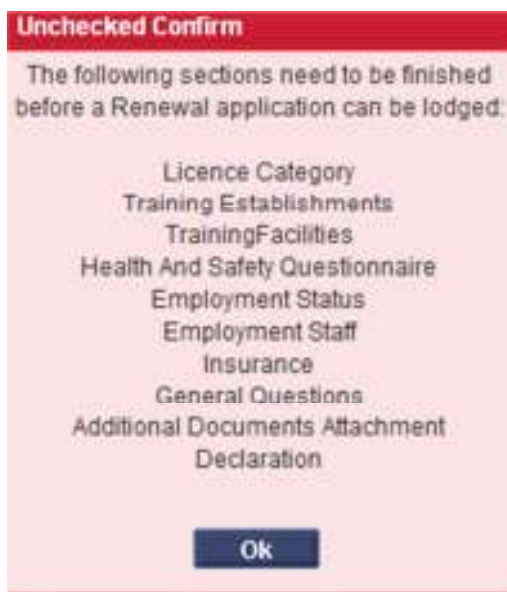 Unchecked Confirm
The following sections need to be finished
before a Renewal application can be lodged:
Licence Category
Training Establishments
TrainingFacilities
Health And Safety Questionnaire
Employment Status
Employment Staff
Insurance
General Questions
Additional Documents Attachment
Declaration
Ok